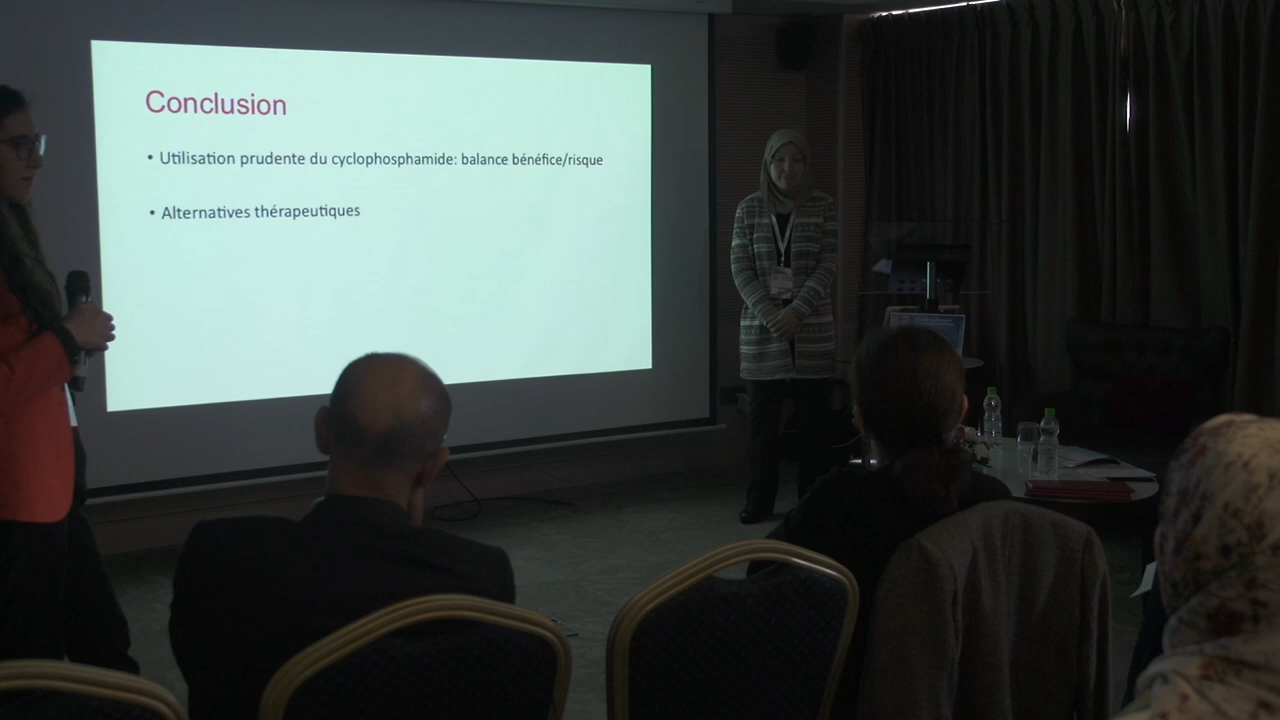 Conclusion
• Utilisation prudente du cyclophosphamide: balance bénéfice/risque
• Alternatives thérapeutiques